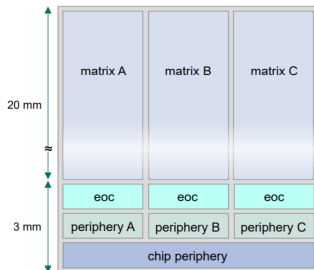 matrix A matrix B matrix C
20 mm
≈
eoc eoc eoc
3 mm periphery A periphery B periphery C
chip periphery